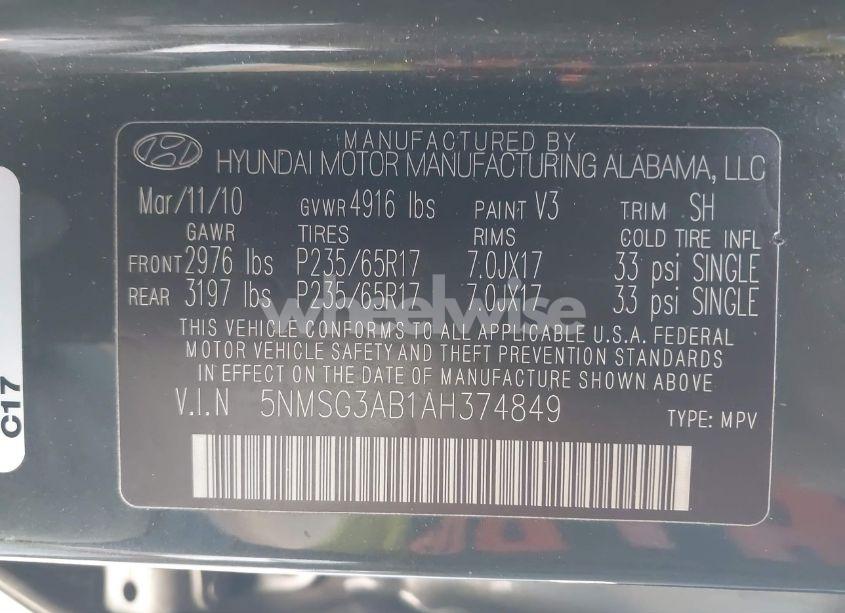 MANUFACTURED BY
HYUNDAI MOTOR MANUFACTURING ALABAMA, LLC
Mar/11/10 GVWR 4916 lbs PAINT V3 TRIM SH
GAWR TIRES RIMS COLD TIRE INFL
FRONT 2976 lbs P235/65R17 7.0JX17 33 psi SINGLE
REAR 3197 lbs P235/65R17 7.0JX17 33 psi SINGLE
wheelwise
THIS VEHICLE CONFORMS TO ALL APPLICABLE U.S.A. FEDERAL
MOTOR VEHICLE SAFETY AND THEFT PREVENTION STANDARDS
IN EFFECT ON THE DATE OF MANUFACTURE SHOWN ABOVE
V.I.N 5NMSG3AB1AH374849 TYPE: MPV
C17